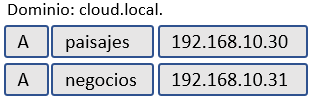 Dominio: cloud.local.
A paisajes 192.168.10.30
A negocios 192.168.10.31